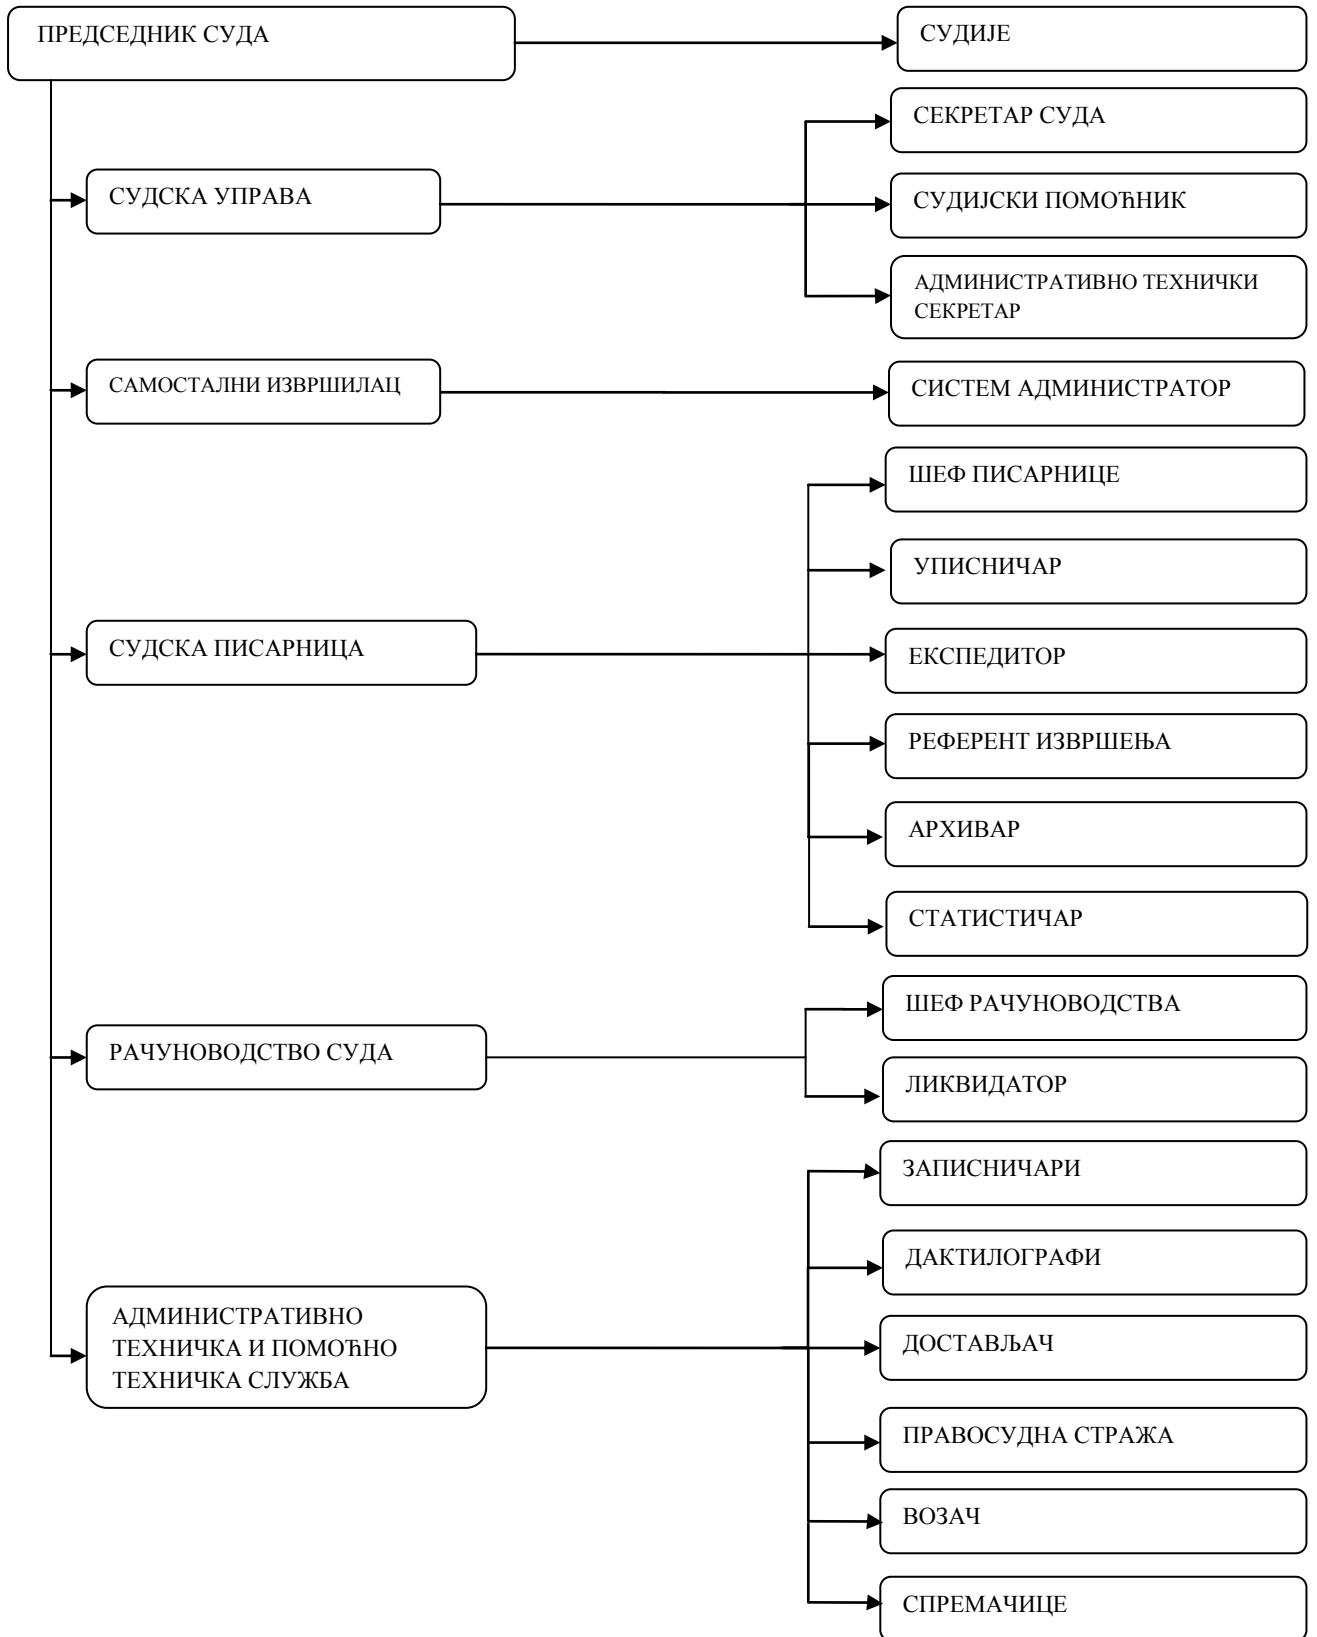 ПРЕДСЕДНИК СУДА
СУДИЈЕ
СЕКРЕТАР СУДА
СУДСКА УПРАВА
СУДИЈСКИ ПОМОЋНИК
АДМИНИСТРАТИВНО ТЕХНИЧКИ
СЕКРЕТАР
САМОСТАЛНИ ИЗВРШИЛАЦ
СИСТЕМ АДМИНИСТРАТОР
ШЕФ ПИСАРНИЦЕ
УПИСНИЧАР
СУДСКА ПИСАРНИЦА
ЕКСПЕДИТОР
РЕФЕРЕНТ ИЗВРШЕЊА
АРХИВАР
СТАТИСТИЧАР
ШЕФ РАЧУНОВОДСТВА
РАЧУНОВОДСТВО СУДА
ЛИКВИДАТОР
ЗАПИСНИЧАРИ
ДАКТИЛОГРАФИ
АДМИНИСТРАТИВНО
ТЕХНИЧКА И ПОМОЋНО
ТЕХНИЧКА СЛУЖБА
ДОСТАВЉАЧ
ПРАВОСУДНА СТРАЖА
ВОЗАЧ
СПРЕМАЧИЦЕ